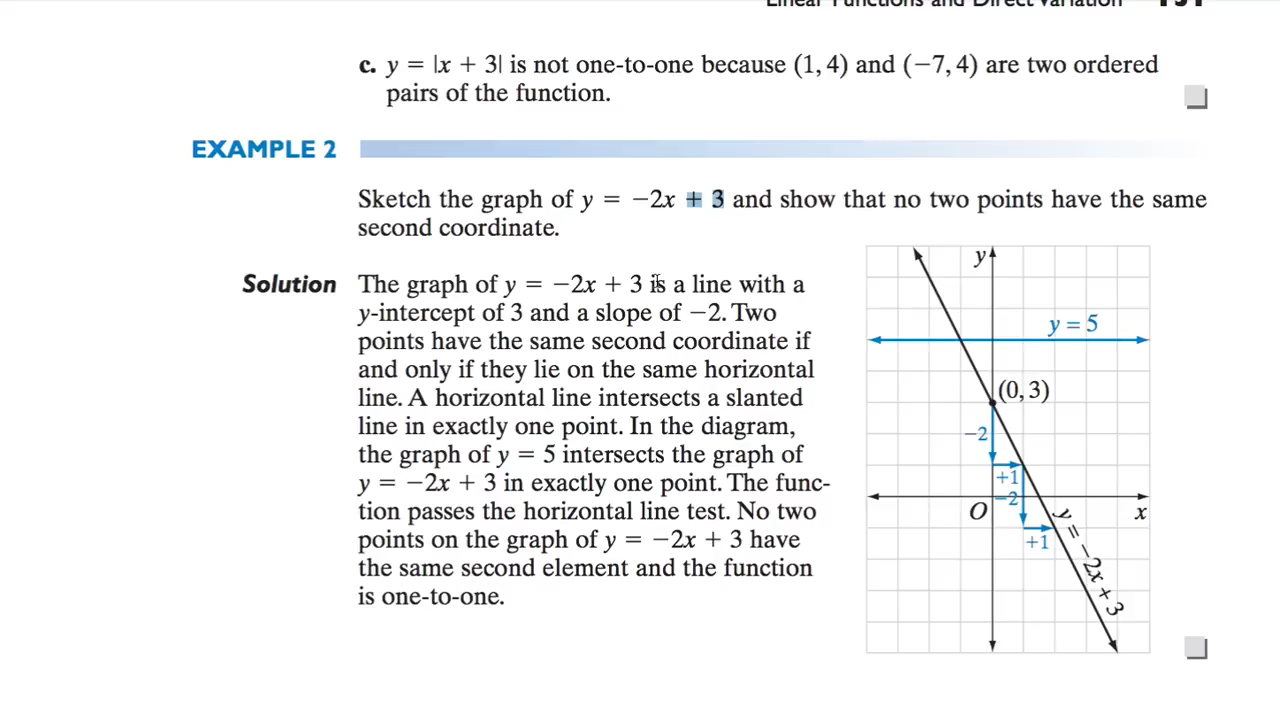 Linear Functions and Direct Variation 131
c. y = |x + 3| is not one-to-one because (1, 4) and (−7, 4) are two ordered
pairs of the function.
EXAMPLE 2
Sketch the graph of y = −2x + 3 and show that no two points have the same
second coordinate.
Solution The graph of y = −2x + 3 is a line with a
y-intercept of 3 and a slope of −2. Two
points have the same second coordinate if
and only if they lie on the same horizontal
line. A horizontal line intersects a slanted
line in exactly one point. In the diagram,
the graph of y = 5 intersects the graph of
y = −2x + 3 in exactly one point. The func-
tion passes the horizontal line test. No two
points on the graph of y = −2x + 3 have
the same second element and the function
is one-to-one.
y
y = 5
(0, 3)
−2
+1
−2
O
x
+1
y = −2x + 3